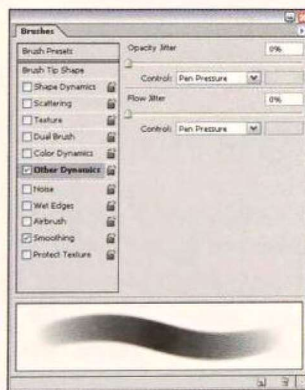 Brushes
Brush Presets
Brush Tip Shape
Shape Dynamics
Scattering
Texture
Dual Brush
Color Dynamics
Other Dynamics
Noise
Wet Edges
Airbrush
Smoothing
Protect Texture
Opacity Jitter 0%
Control: Pen Pressure
Flow Jitter 0%
Control: Pen Pressure